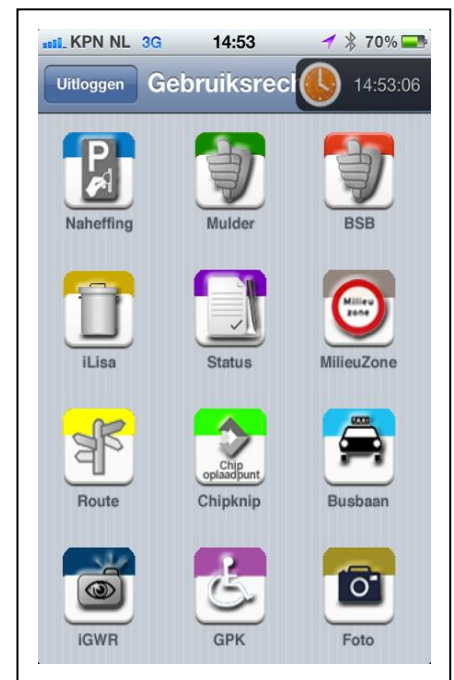 KPN NL 3G 14:53 70%
Uitloggen Gebruiksrech 14:53:06
P
Naheffing Mulder BSB
Milieu
zone
iLisa Status MilieuZone
TAXI
Chip
oplaadpunt
Route Chipknip Busbaan
iGWR GPK Foto